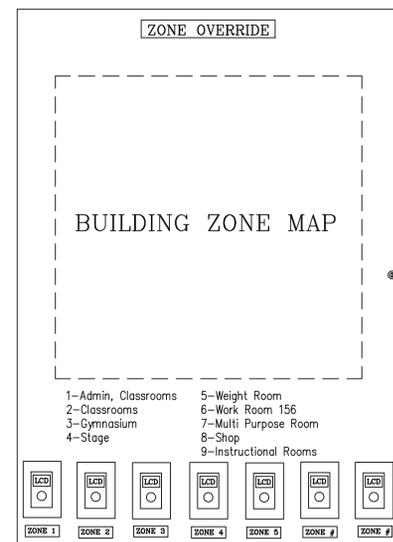 ZONE OVERRIDE
BUILDING ZONE MAP
1-Admin, Classrooms
2-Classrooms
3-Gymnasium
4-Stage
5-Weight Room
6-Work Room 156
7-Multi Purpose Room
8-Shop
9-Instructional Rooms
LCD LCD LCD LCD LCD LCD LCD
ZONE 1 ZONE 2 ZONE 3 ZONE 4 ZONE 5 ZONE # ZONE #